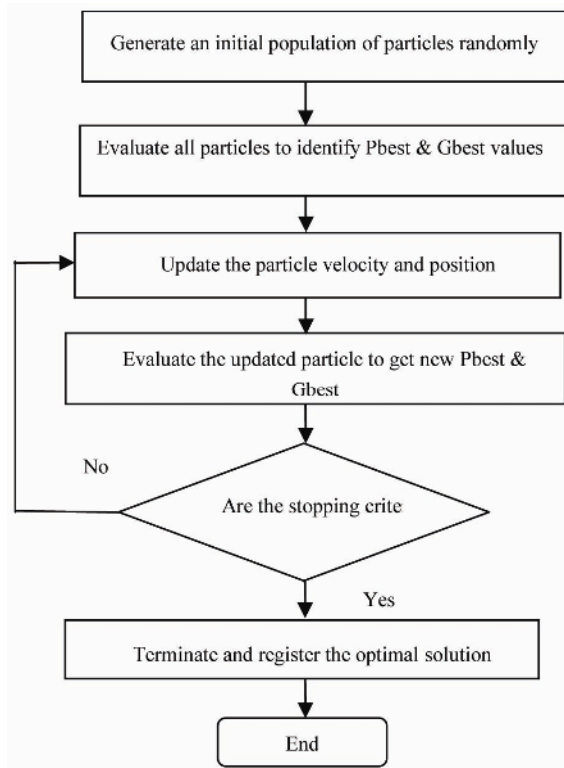 Generate an initial population of particles randomly
Evaluate all particles to identify Pbest & Gbest values
Update the particle velocity and position
Evaluate the updated particle to get new Pbest &
Gbest
No
Are the stopping crite
Yes
Terminate and register the optimal solution
End